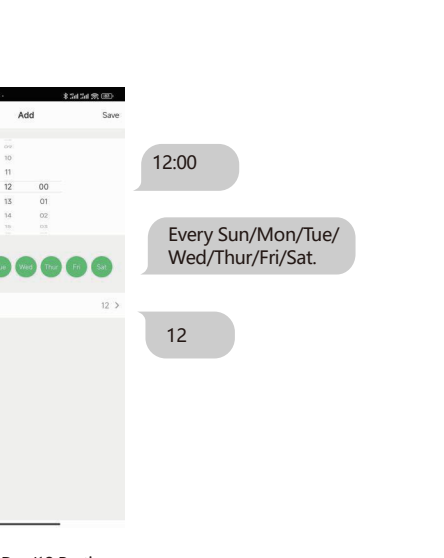 Add Save
10
11
12 00
13 01
14 02
Wed Thur Fri Sat
12 >
12:00
Every Sun/Mon/Tue/
Wed/Thur/Fri/Sat.
12